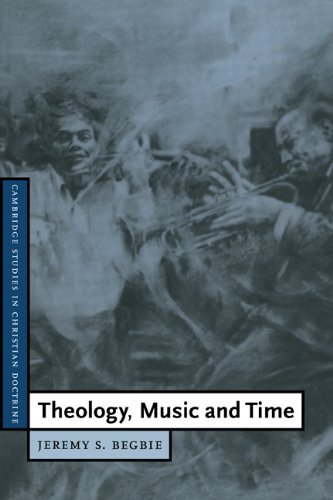 CAMBRIDGE STUDIES IN CHRISTIAN DOCTRINE
Theology, Music and Time
JEREMY S. BEGBIE